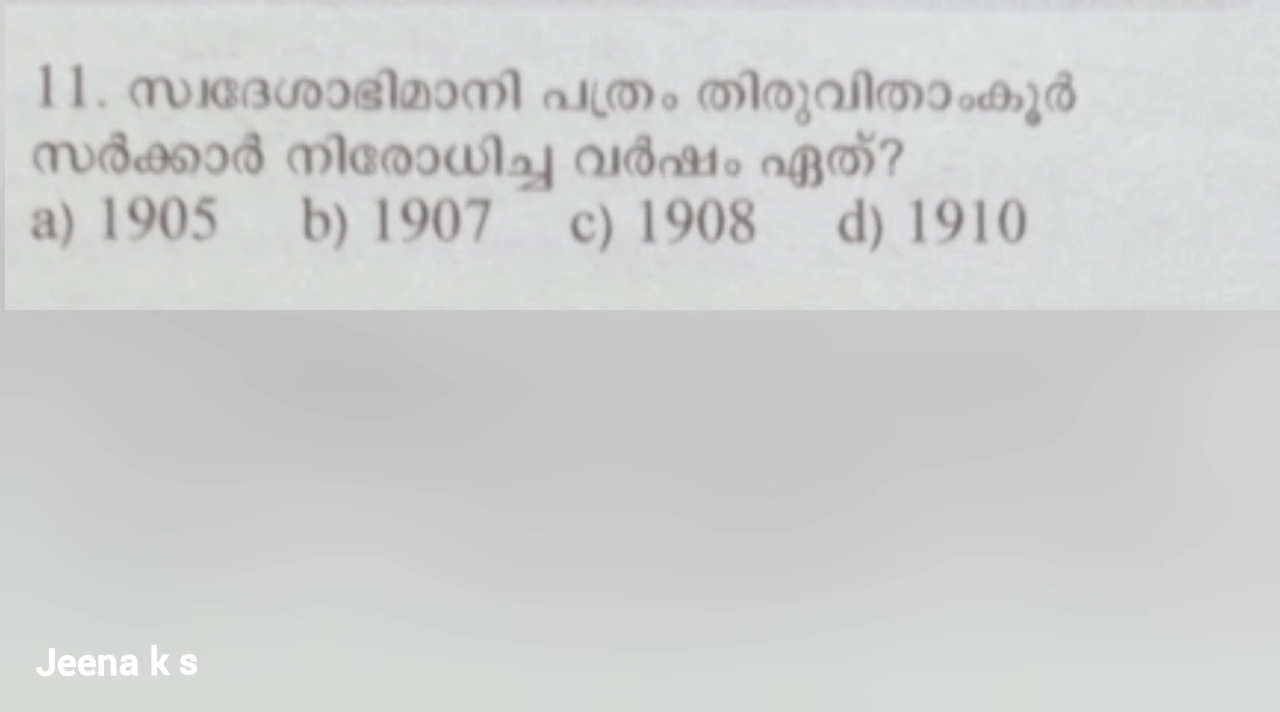 11. സ്വദേശാഭിമാനി പത്രം തിരുവിതാംകൂർ
സർക്കാർ നിരോധിച്ച വർഷം ഏത്?
a) 1905 b) 1907 c) 1908 d) 1910
Jeena k s